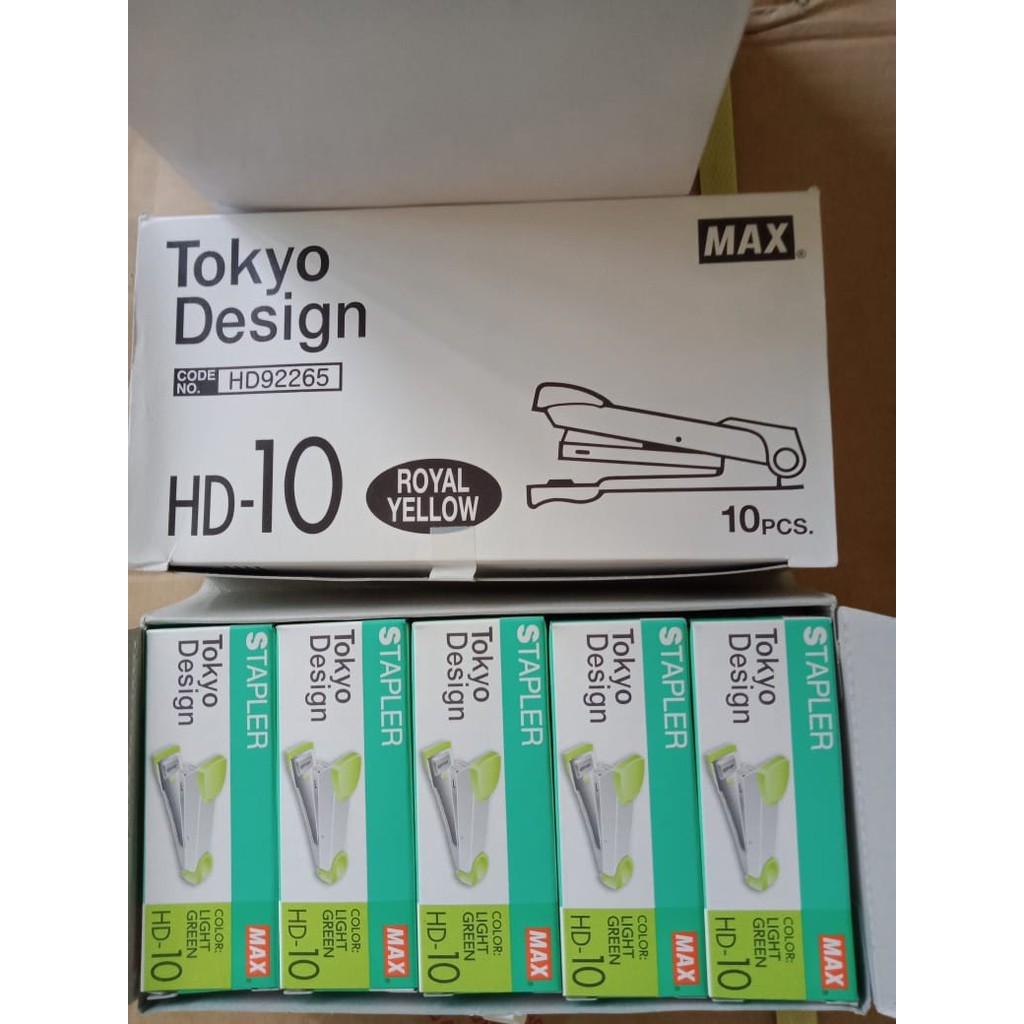 MAX
Tokyo
Design
CODE
NO.
HD92265
HD-10
ROYAL
YELLOW
10PCS.
STAPLER
Tokyo
Design
COLOR:
LIGHT
GREEN
HD-10
MAX
STAPLER
Tokyo
Design
COLOR:
LIGHT
GREEN
HD-10
MAX
STAPLER
Tokyo
Design
COLOR:
LIGHT
GREEN
HD-10
MAX
STAPLER
Tokyo
Design
COLOR:
LIGHT
GREEN
HD-10
MAX
STAPLER
Tokyo
Design
COLOR:
LIGHT
GREEN
HD-10
MAX